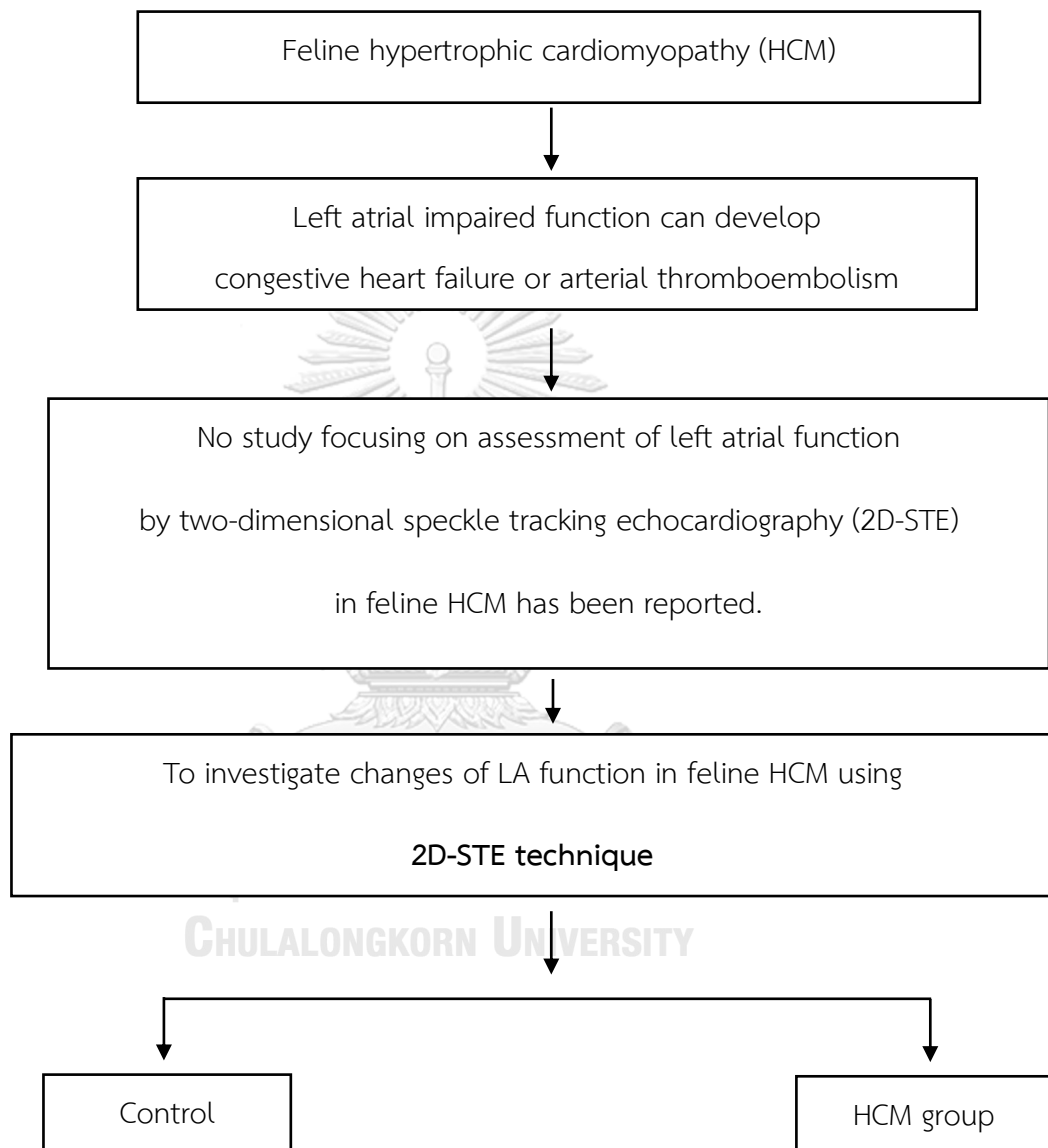 Feline hypertrophic cardiomyopathy (HCM)
Left atrial impaired function can develop
congestive heart failure or arterial thromboembolism
No study focusing on assessment of left atrial function
by two-dimensional speckle tracking echocardiography (2D-STE)
in feline HCM has been reported.
To investigate changes of LA function in feline HCM using
2D-STE technique
CHULALONGKORN UNIVERSITY
Control
HCM group